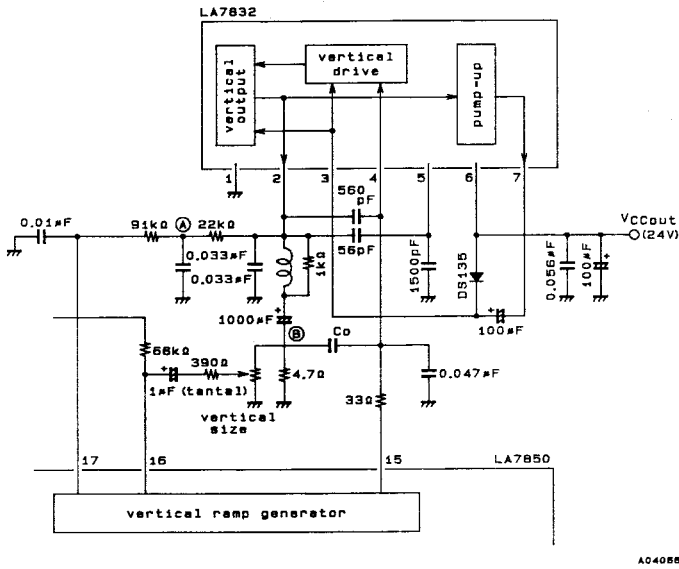 LA7832
vertical
output
vertical
drive
pump-up
1
2
3
4
5
6
7
560
pF
VCCout
(24V)
0.01µF
91kΩ
A
22kΩ
56pF
0.033µF
0.033µF
1kΩ
1500pF
DS135
0.056µF
100µF
1000µF
B
Co
100µF
56kΩ
390Ω
1µF (tantal)
4.7Ω
0.047µF
vertical
size
33Ω
17
16
15
LA7850
vertical ramp generator